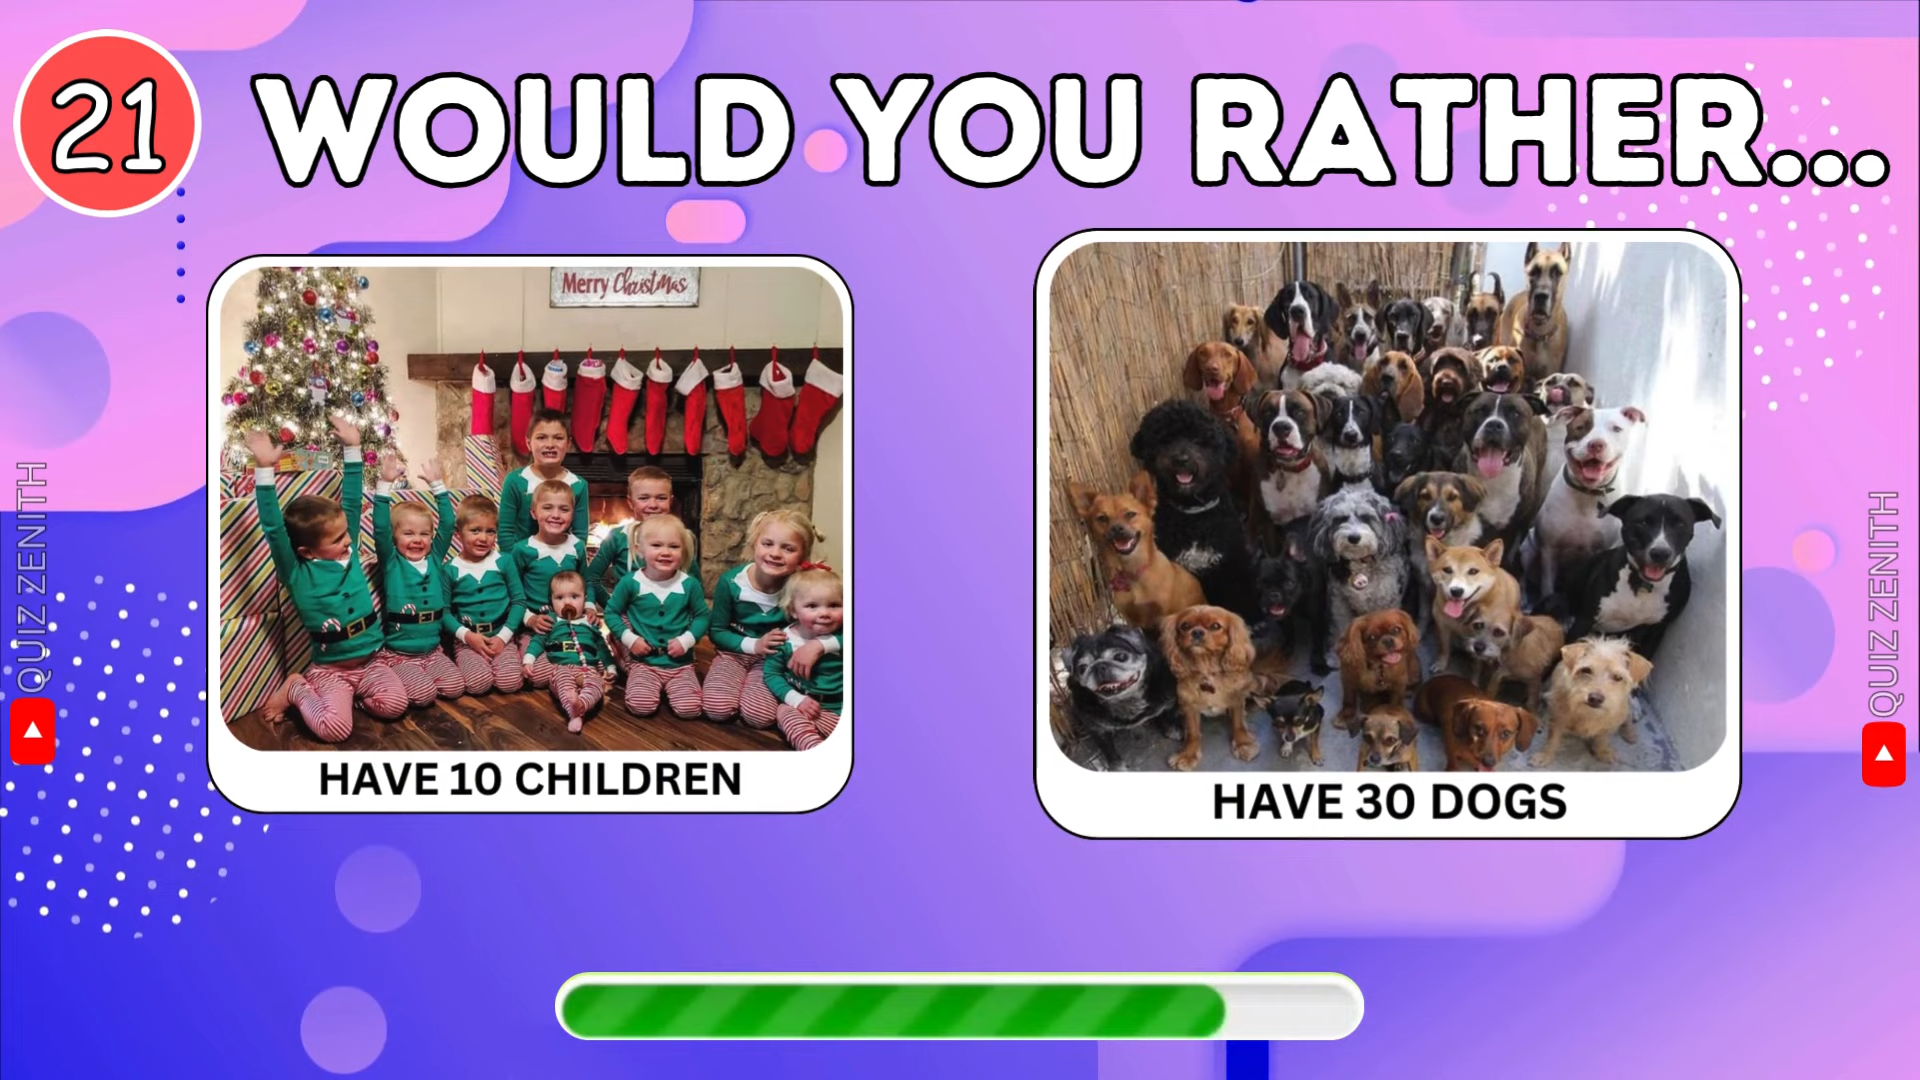 21
WOULD YOU RATHER...
Merry Christmas
HAVE 10 CHILDREN
HAVE 30 DOGS
QUIZ ZENITH
QUIZ ZENITH